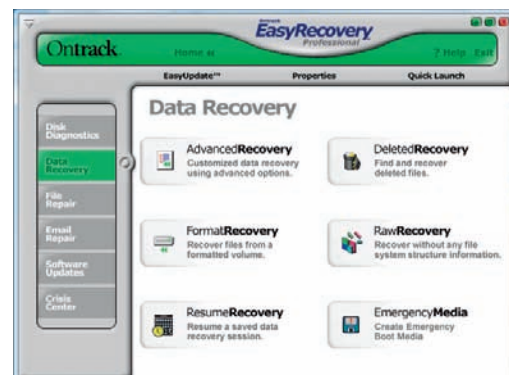 Ontrack
EasyRecovery
Professional
Ontrack
Home
? Help Exit
EasyUpdate™ Properties Quick Launch
Disk
Diagnostics
Data
Recovery
File
Repair
Email
Repair
Software
Updates
Crisis
Center
Data Recovery
AdvancedRecovery
Customized data recovery
using advanced options.
DeletedRecovery
Find and recover
deleted files.
FormatRecovery
Recover files from a
formatted volume.
RawRecovery
Recover without any file
system structure information.
ResumeRecovery
Resume a saved data
recovery session.
EmergencyMedia
Create Emergency
Boot Media